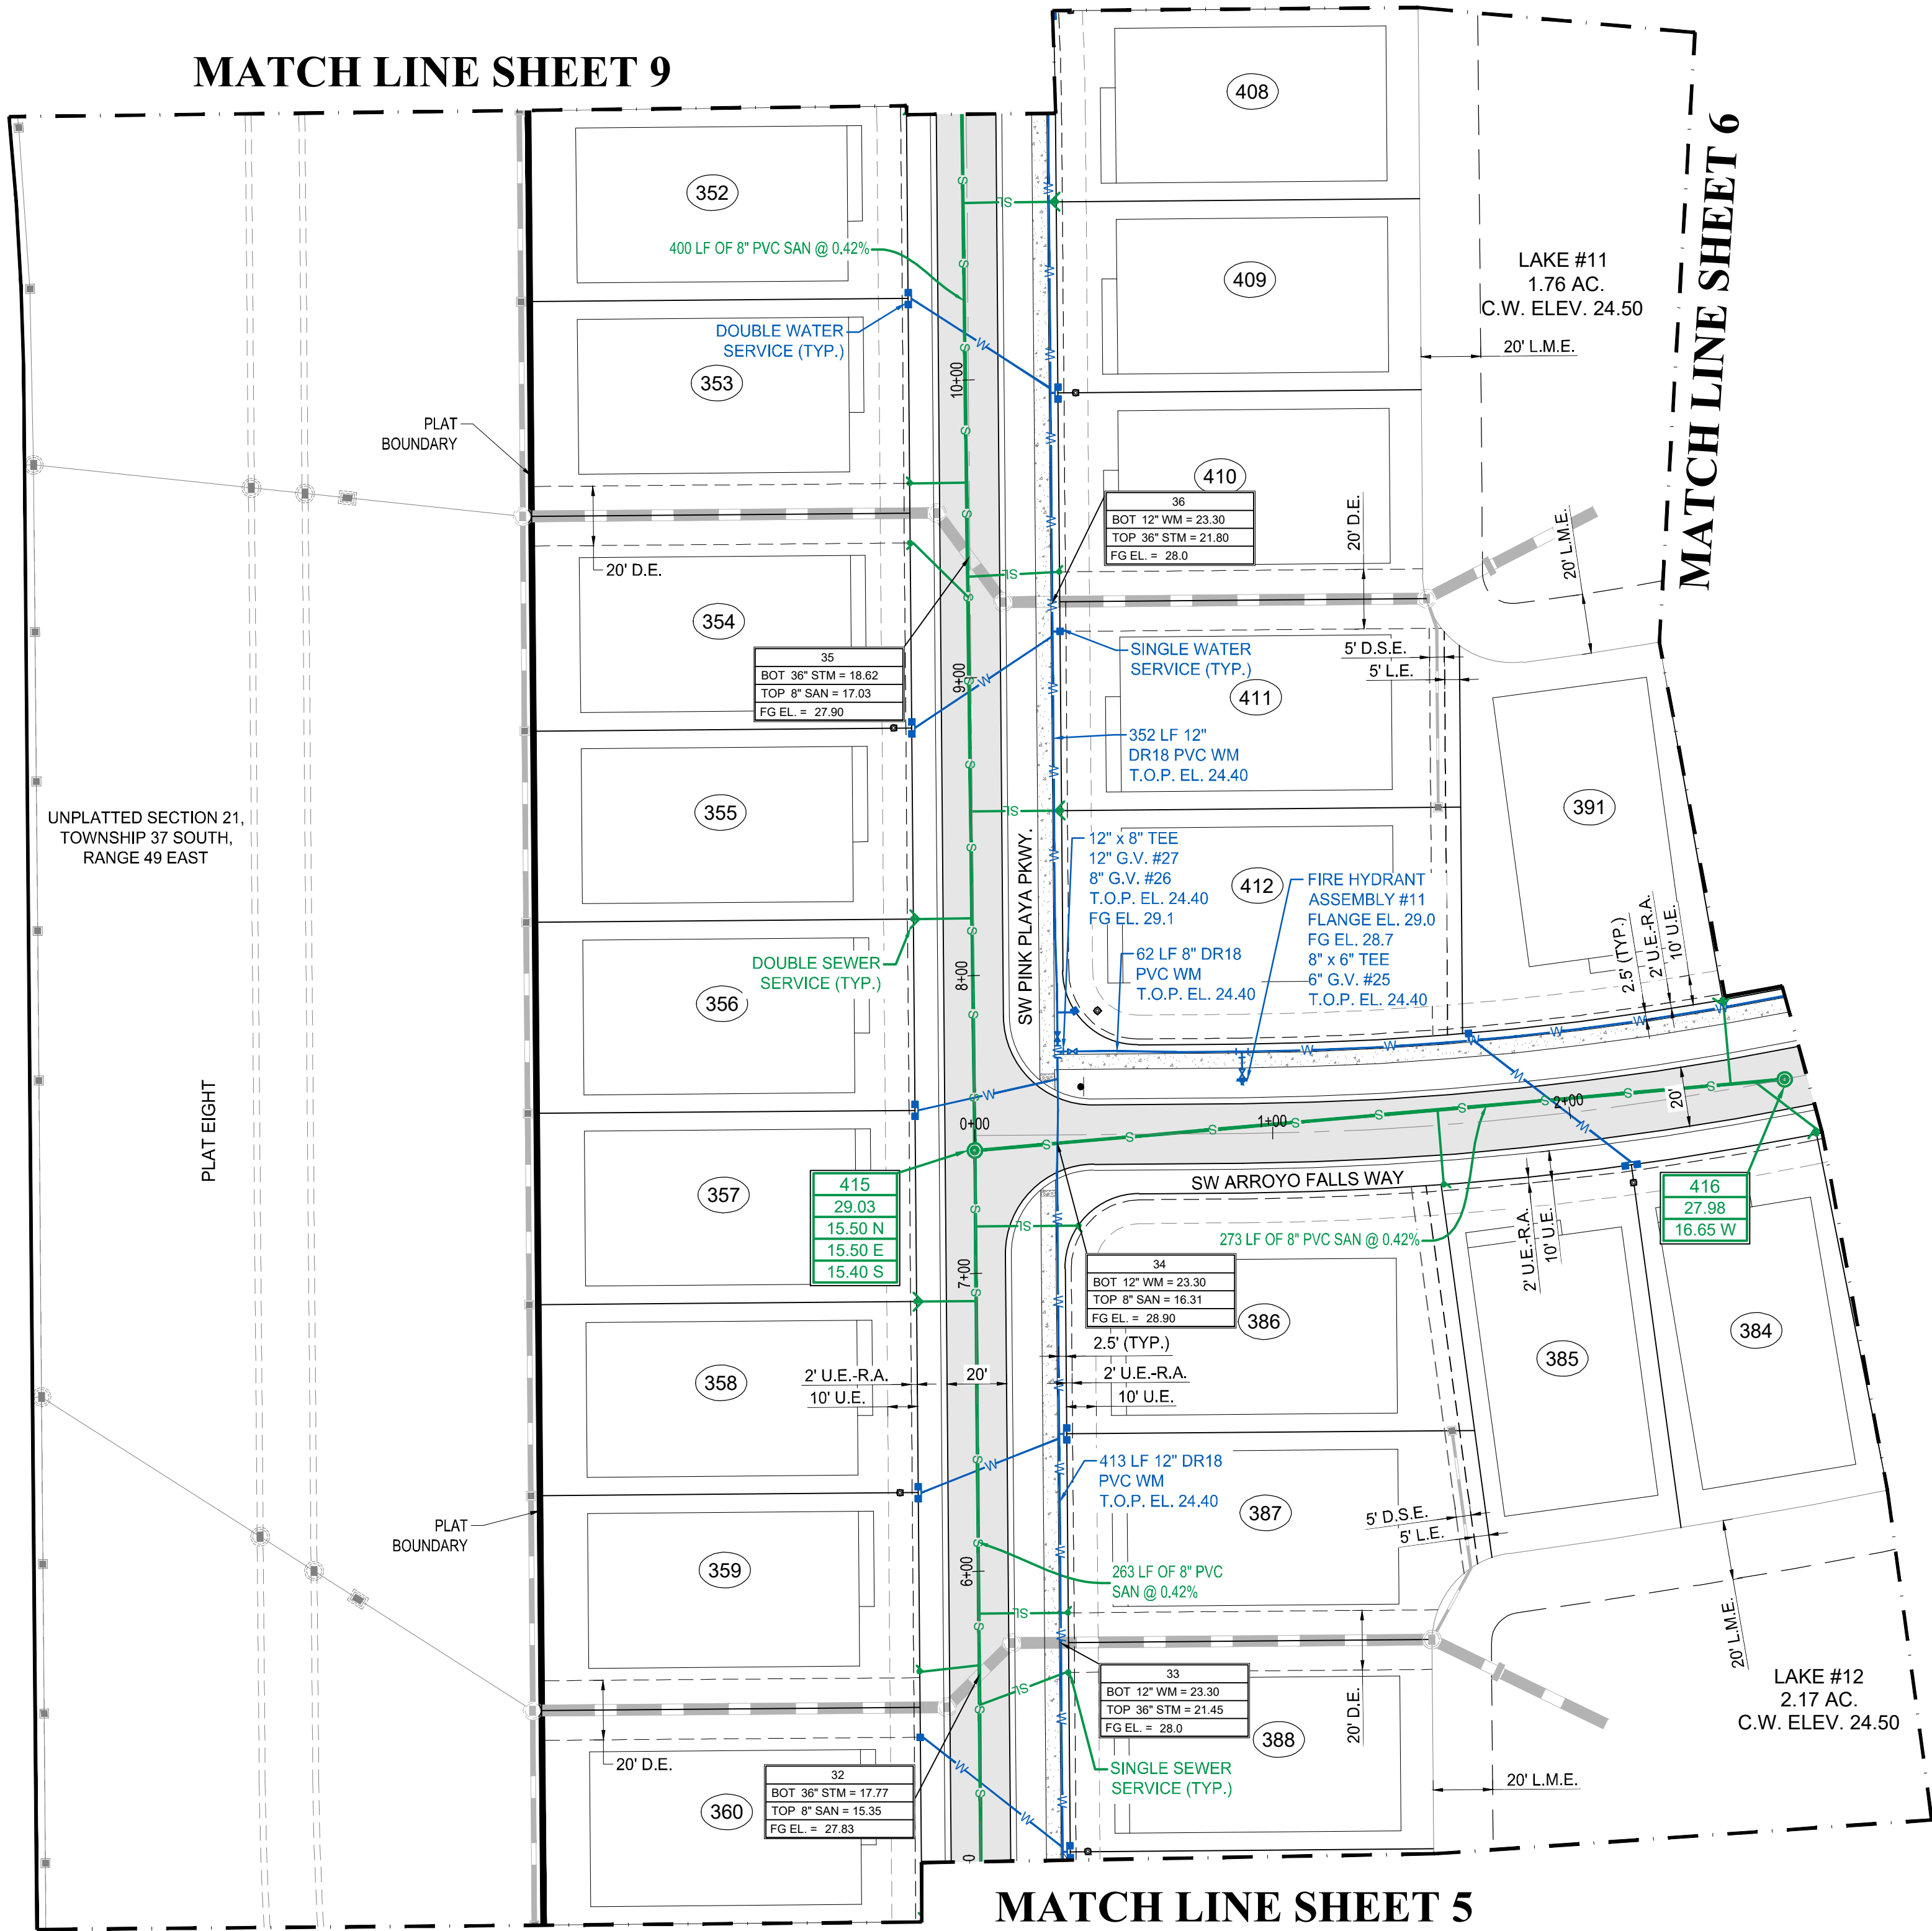 MATCH LINE SHEET 9
408
352
400 LF OF 8" PVC SAN @ 0.42%
409
LAKE #11
1.76 AC.
C.W. ELEV. 24.50
MATCH LINE SHEET 6
DOUBLE WATER
SERVICE (TYP.)
20' L.M.E.
353
10+00
PLAT
BOUNDARY
410
36
BOT 12" WM = 23.30
TOP 36" STM = 21.80
FG EL. = 28.0
20' D.E.
20' L.M.E.
20' D.E.
354
35
BOT 36" STM = 18.62
TOP 8" SAN = 17.03
FG EL. = 27.90
9+00
SINGLE WATER
SERVICE (TYP.)
5' D.S.E.
5' L.E.
411
352 LF 12"
DR18 PVC WM
T.O.P. EL. 24.40
355
391
UNPLATTED SECTION 21,
TOWNSHIP 37 SOUTH,
RANGE 49 EAST
SW PINK PLAYA PKWY.
12" x 8" TEE
12" G.V. #27
8" G.V. #26
T.O.P. EL. 24.40
FG EL. 29.1
412
FIRE HYDRANT
ASSEMBLY #11
FLANGE EL. 29.0
FG EL. 28.7
8" x 6" TEE
6" G.V. #25
T.O.P. EL. 24.40
62 LF 8" DR18
PVC WM
T.O.P. EL. 24.40
2.5' (TYP.)
2' U.E.-R.A.
10' U.E.
DOUBLE SEWER
SERVICE (TYP.)
8+00
356
PLAT EIGHT
0+00
1+00
2+00
20'
SW ARROYO FALLS WAY
357
415
29.03
15.50 N
15.50 E
15.40 S
416
27.98
16.65 W
273 LF OF 8" PVC SAN @ 0.42%
2' U.E.-R.A.
10' U.E.
7+00
34
BOT 12" WM = 23.30
TOP 8" SAN = 16.31
FG EL. = 28.90
386
384
385
2.5' (TYP.)
358
2' U.E.-R.A.
10' U.E.
20'
2' U.E.-R.A.
10' U.E.
413 LF 12" DR18
PVC WM
T.O.P. EL. 24.40
387
5' D.S.E.
5' L.E.
PLAT
BOUNDARY
359
6+00
263 LF OF 8" PVC
SAN @ 0.42%
20' L.M.E.
33
BOT 12" WM = 23.30
TOP 36" STM = 21.45
FG EL. = 28.0
20' D.E.
388
LAKE #12
2.17 AC.
C.W. ELEV. 24.50
20' D.E.
SINGLE SEWER
SERVICE (TYP.)
20' L.M.E.
360
32
BOT 36" STM = 17.77
TOP 8" SAN = 15.35
FG EL. = 27.83
0
MATCH LINE SHEET 5